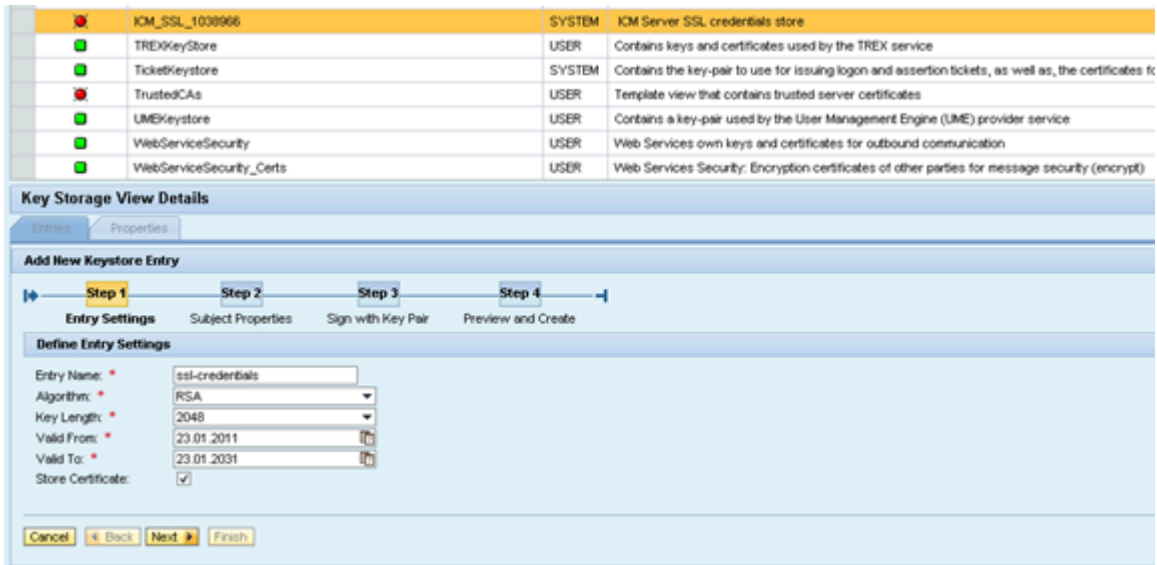 ICM_SSL_1038966 SYSTEM ICM Server SSL credentials store
TREXKeyStore USER Contains keys and certificates used by the TREX service
TicketKeystore SYSTEM Contains the key-pair to use for issuing logon and assertion tickets, as well as, the certificates fo
TrustedCAs USER Template view that contains trusted server certificates
UMEKeystore USER Contains a key-pair used by the User Management Engine (UME) provider service
WebServiceSecurity USER Web Services own keys and certificates for outbound communication
WebServiceSecurity_Certs USER Web Services Security: Encryption certificates of other parties for message security (encrypt)
Key Storage View Details
Entries Properties
Add New Keystore Entry
Step 1 Step 2 Step 3 Step 4
Entry Settings Subject Properties Sign with Key Pair Preview and Create
Define Entry Settings
Entry Name: * ssl-credentials
Algorithm: * RSA
Key Length: * 2048
Valid From: * 23.01.2011
Valid To: * 23.01.2031
Store Certificate:
Cancel Back Next Finish